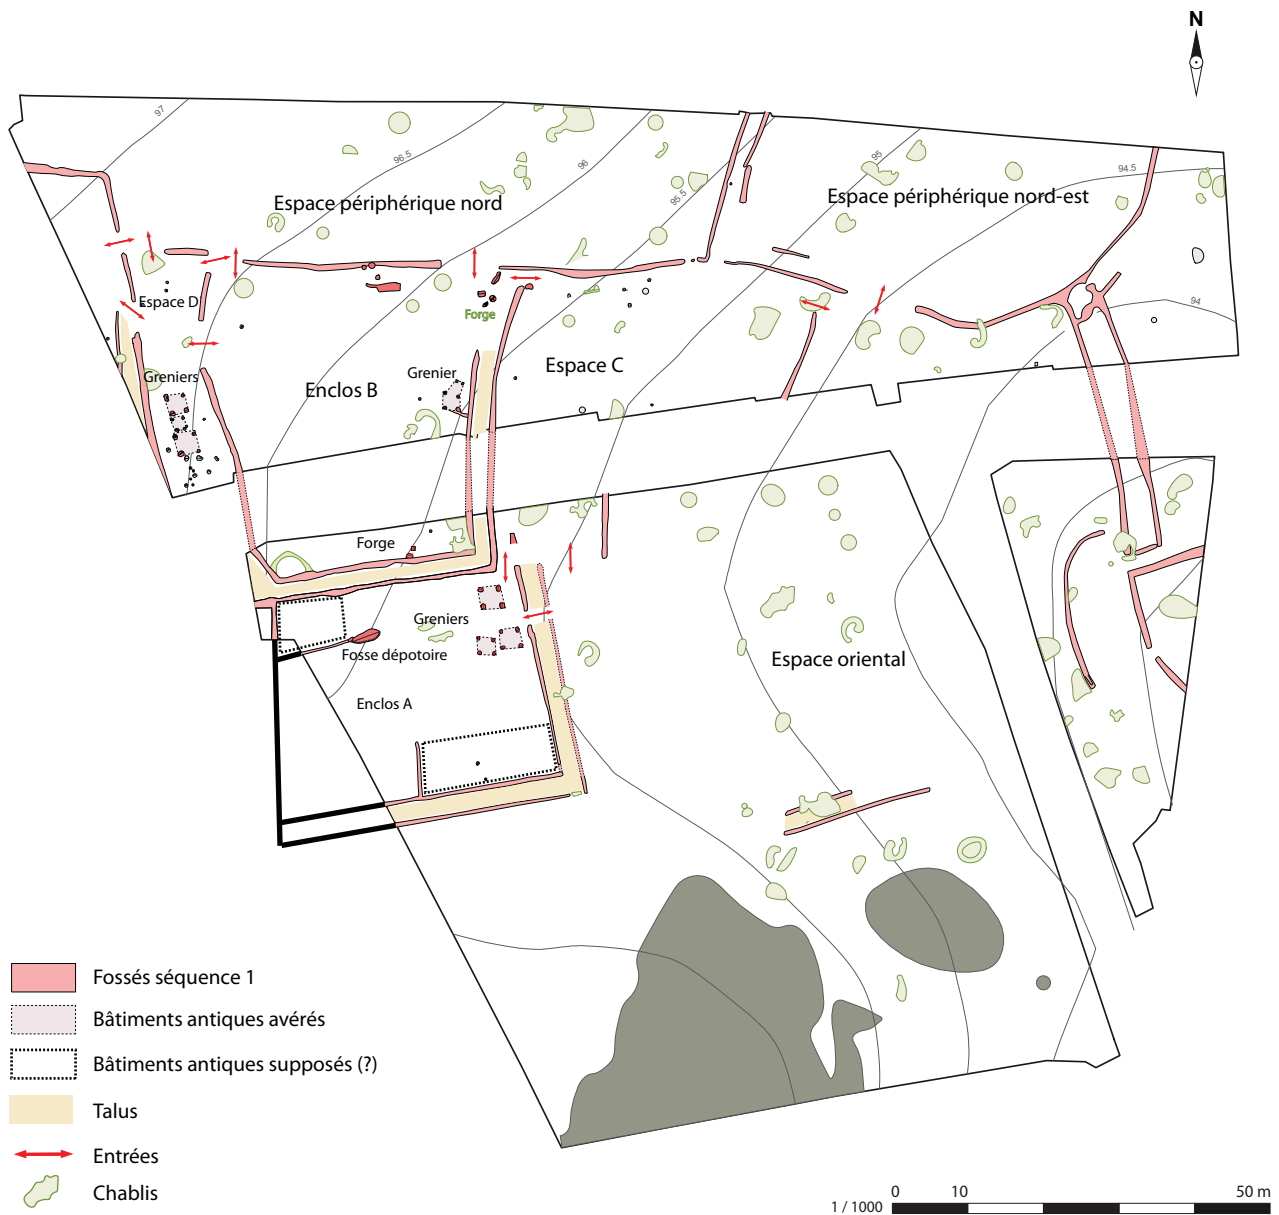 N
97
96.5
96
95.5
95
94.5
94
Espace périphérique nord
Espace périphérique nord-est
Espace D
Forge
Greniers
Enclos B
Grenier
Espace C
Forge
Greniers
Fosse dépotoire
Enclos A
Espace oriental
Fossés séquence 1
Bâtiments antiques avérés
Bâtiments antiques supposés (?)
Talus
Entrées
Chablis
0 10 50 m
1 / 1000